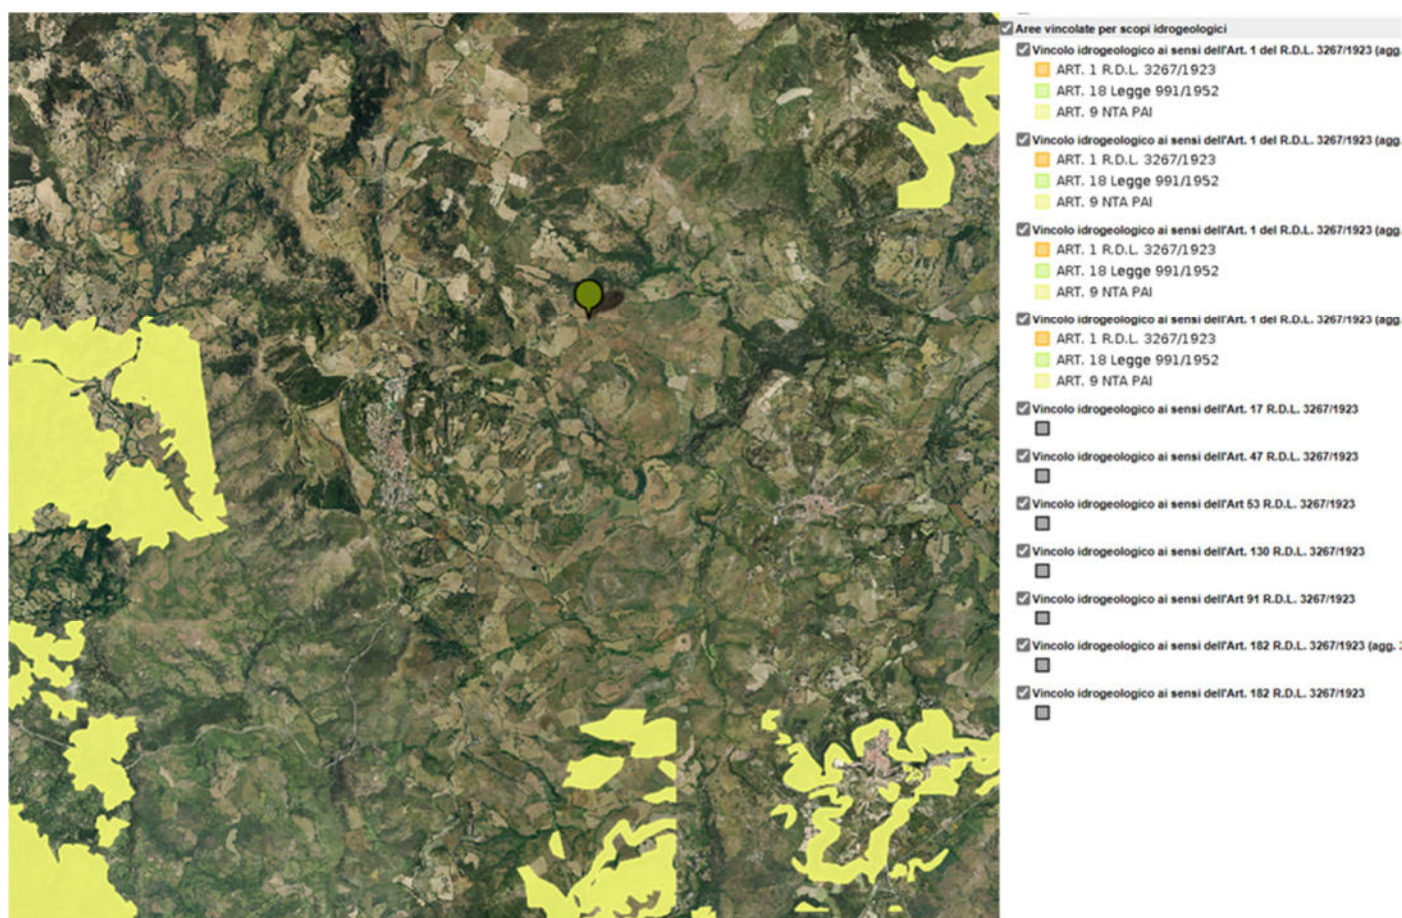 Aree vincolate per scopi idrogeologici
Vincolo idrogeologico ai sensi dell'Art. 1 del R.D.L. 3267/1923 (agg.
ART. 1 R.D.L. 3267/1923
ART. 18 Legge 991/1952
ART. 9 NTA PAI
Vincolo idrogeologico ai sensi dell'Art. 1 del R.D.L. 3267/1923 (agg.
ART. 1 R.D.L. 3267/1923
ART. 18 Legge 991/1952
ART. 9 NTA PAI
Vincolo idrogeologico ai sensi dell'Art. 1 del R.D.L. 3267/1923 (agg.
ART. 1 R.D.L. 3267/1923
ART. 18 Legge 991/1952
ART. 9 NTA PAI
Vincolo idrogeologico ai sensi dell'Art. 1 del R.D.L. 3267/1923 (agg.
ART. 1 R.D.L. 3267/1923
ART. 18 Legge 991/1952
ART. 9 NTA PAI
Vincolo idrogeologico ai sensi dell'Art. 17 R.D.L. 3267/1923
Vincolo idrogeologico ai sensi dell'Art. 47 R.D.L. 3267/1923
Vincolo idrogeologico ai sensi dell'Art 53 R.D.L. 3267/1923
Vincolo idrogeologico ai sensi dell'Art. 130 R.D.L. 3267/1923
Vincolo idrogeologico ai sensi dell'Art 91 R.D.L. 3267/1923
Vincolo idrogeologico ai sensi dell'Art. 182 R.D.L. 3267/1923 (agg.
Vincolo idrogeologico ai sensi dell'Art. 182 R.D.L. 3267/1923